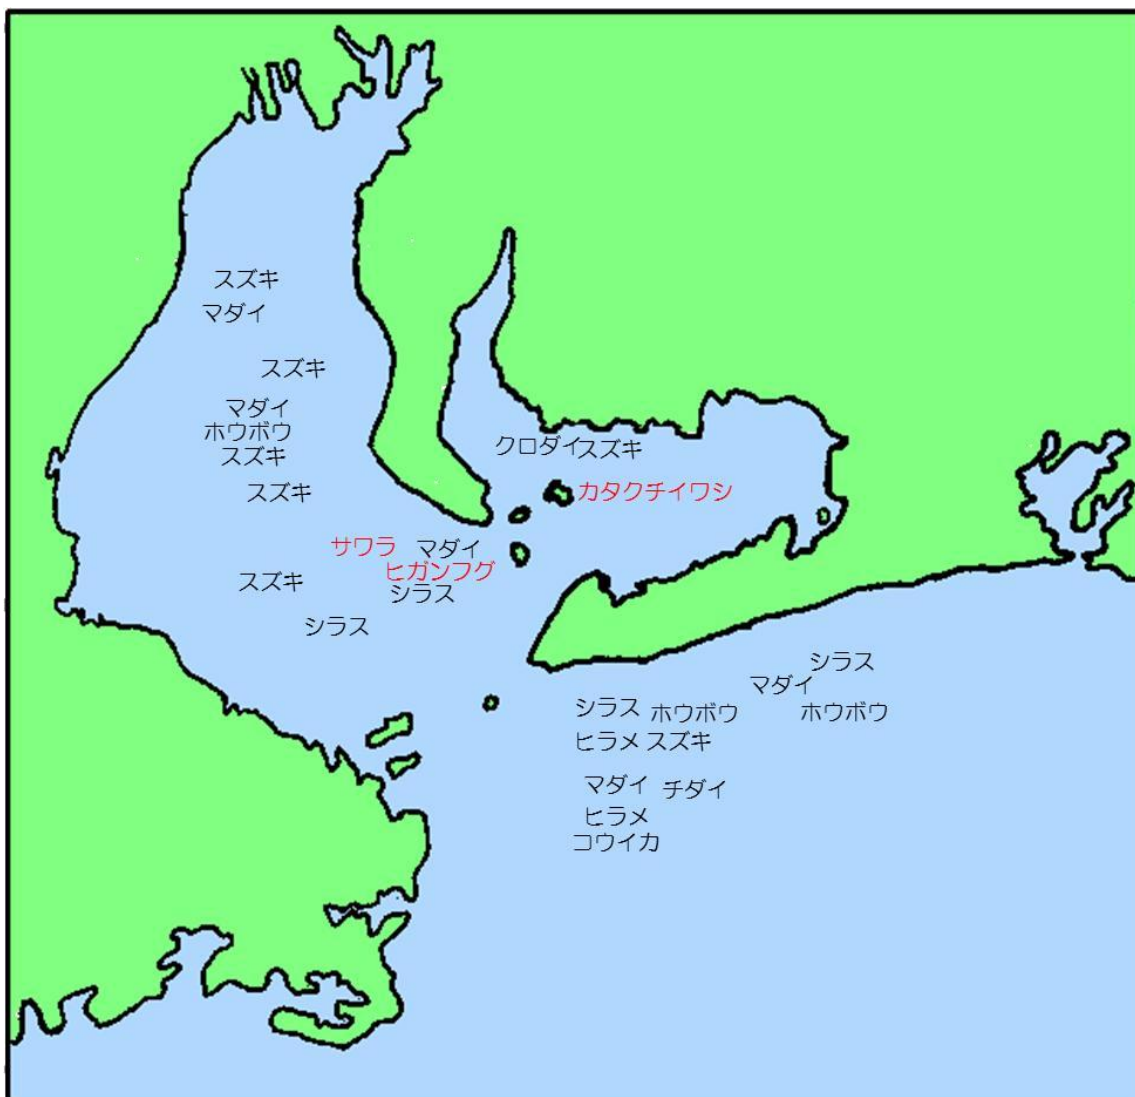 スズキ
マダイ
スズキ
マダイ
ホウボウ
スズキ
クロダイ スズキ
スズキ
カタクチイワシ
サワラ
マダイ
ヒガンフグ
スズキ
シラス
シラス
シラス
マダイ
シラス
ホウボウ
ホウボウ
ヒラメ スズキ
マダイ
チダイ
ヒラメ
コウイカ